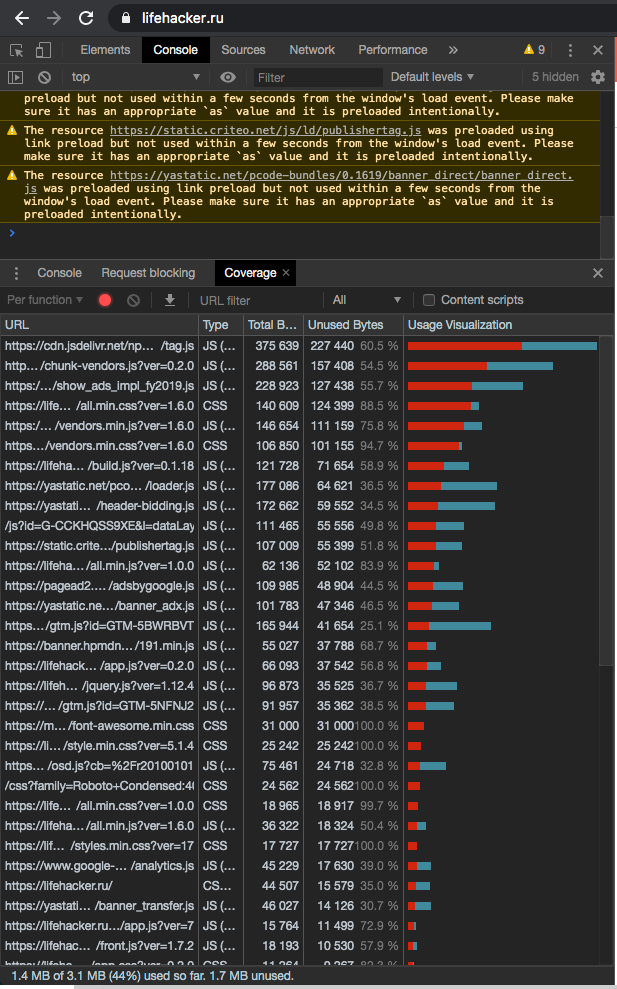 lifehacker.ru
Elements Console Sources Network Performance » 9
top Filter Default levels ▼ 5 hidden
preload but not used within a few seconds from the window's load event. Please make
sure it has an appropriate `as` value and it is preloaded intentionally.
The resource https://static.criteo.net/js/ld/publishertag.js was preloaded using
link preload but not used within a few seconds from the window's load event. Please
make sure it has an appropriate `as` value and it is preloaded intentionally.
The resource https://yastatic.net/pcode-bundles/0.1619/banner_direct/banner_direct.
js was preloaded using link preload but not used within a few seconds from the
window's load event. Please make sure it has an appropriate `as` value and it is
preloaded intentionally.
Console Request blocking Coverage ×
Per function ▼ URL filter All ▼ Content scripts
URL Type Total B… Unused Bytes Usage Visualization
https://cdn.jsdelivr.net/np… /tag.js JS (… 375 639 227 440 60.5 %
http… /chunk-vendors.js?ver=0.2.0 JS (… 288 561 157 408 54.5 %
https:/… /show_ads_impl_fy2019.js JS (… 228 923 127 438 55.7 %
https://life… /all.min.css?ver=1.6.0 CSS 140 609 124 399 88.5 %
https:/… /vendors.min.js?ver=1.6.0 JS (… 146 654 111 159 75.8 %
https… /vendors.min.css?ver=1.6.0 CSS 106 850 101 155 94.7 %
https://lifeha… /build.js?ver=0.1.18 JS (… 121 728 71 654 58.9 %
https://yastatic.net/pco… /loader.js JS (… 177 086 64 621 36.5 %
https://yastati… /header-bidding.js JS (… 172 662 59 552 34.5 %
/js?id=G-CCKHQSS9XE&l=dataLay JS (… 111 465 55 556 49.8 %
https://static.crite… /publishertag.js JS (… 107 009 55 399 51.8 %
https://lifeha… /all.min.js?ver=1.0.0 JS (… 62 136 52 102 83.9 %
https://pagead2.… /adsbygoogle.js JS (… 109 985 48 904 44.5 %
https://yastatic.ne… /banner_adx.js JS (… 101 783 47 346 46.5 %
https:/… /gtm.js?id=GTM-5BWRBVT JS (… 165 944 41 654 25.1 %
https://banner.hpmdn… /191.min.js JS (… 55 027 37 788 68.7 %
https://lifehack… /app.js?ver=0.2.0 JS (… 66 093 37 542 56.8 %
https://lifeh… /jquery.js?ver=1.12.4 JS (… 96 873 35 525 36.7 %
https://… /gtm.js?id=GTM-5NFNJ2 JS (… 91 957 35 362 38.5 %
https://m… /font-awesome.min.css CSS 31 000 31 000 100.0 %
https://li… /style.min.css?ver=5.1.4 CSS 25 242 25 242 100.0 %
https:/… /osd.js?cb=%2Fr20100101 JS (… 75 461 24 718 32.8 %
/css?family=Roboto+Condensed:4( CSS 24 562 24 562 100.0 %
https://life… /all.min.css?ver=1.0.0 CSS 18 965 18 917 99.7 %
https://lifeha… /all.min.js?ver=1.6.0 JS (… 36 322 18 324 50.4 %
https://lif… /styles.min.css?ver=17 CSS 17 727 17 727 100.0 %
https://www.google-… /analytics.js JS (… 45 229 17 630 39.0 %
https://lifehacker.ru/ CS… 44 507 15 579 35.0 %
https://yastati… /banner_transfer.js JS (… 46 027 14 126 30.7 %
https://lifehacker.ru… /app.js?ver=7 JS (… 15 764 11 499 72.9 %
https://lifehac… /front.js?ver=1.7.2 JS (… 18 193 10 530 57.9 %
1.4 MB of 3.1 MB (44%) used so far. 1.7 MB unused.